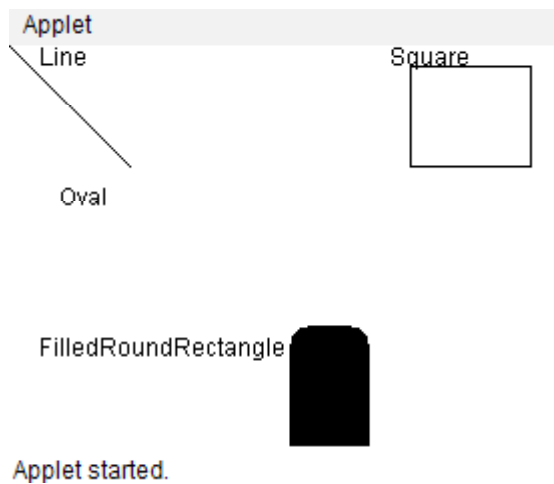 Applet
Line Square
Oval
FilledRoundRectangle
Applet started.